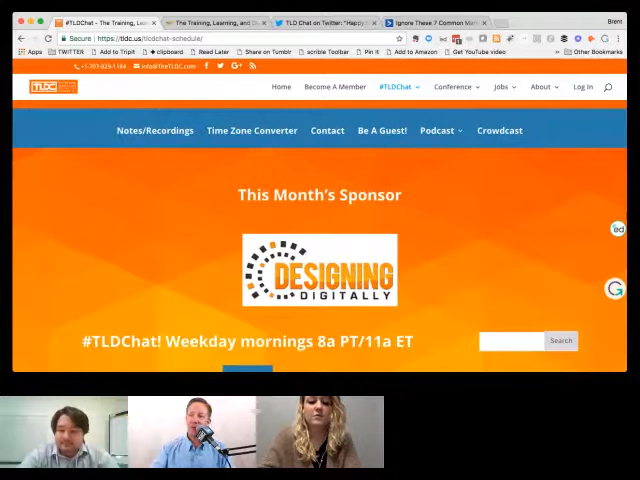 #TLDChat - The Training, Lear
The Training, Learning, and D
TLD Chat on Twitter: "Happy
Ignore These 7 Common Mar
Brent
Secure https://tldc.us/tldchat-schedule/
Apps TWITTER Add to TripIt clipboard Read Later Share on Tumblr scrible Toolbar Pin It Add to Amazon Get YouTube video Other Bookmarks
+1-707-829-1184 info@TheTLDC.com
TLDC Home Become A Member #TLDChat Conference Jobs About Log In
Notes/Recordings Time Zone Converter Contact Be A Guest! Podcast Crowdcast
This Month's Sponsor
DESIGNING
DIGITALLY
#TLDChat! Weekday mornings 8a PT/11a ET
Search